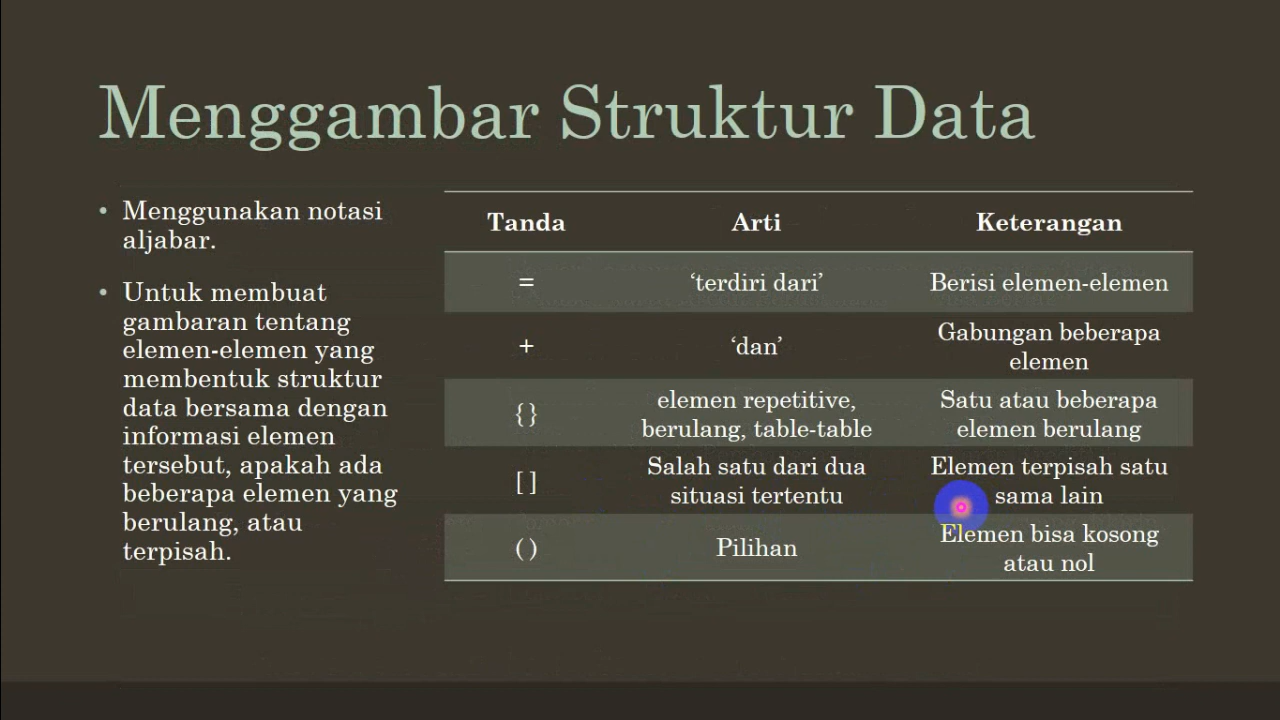 Menggambar Struktur Data
• Menggunakan notasi
aljabar.
• Untuk membuat
gambaran tentang
elemen-elemen yang
membentuk struktur
data bersama dengan
informasi elemen
tersebut, apakah ada
beberapa elemen yang
berulang, atau
terpisah.
Tanda Arti Keterangan
= ‘terdiri dari’ Berisi elemen-elemen
+ ‘dan’ Gabungan beberapa
elemen
{ } elemen repetitive, Satu atau beberapa
berulang, table-table elemen berulang
[ ] Salah satu dari dua Elemen terpisah satu
situasi tertentu sama lain
( ) Pilihan Elemen bisa kosong
atau nol